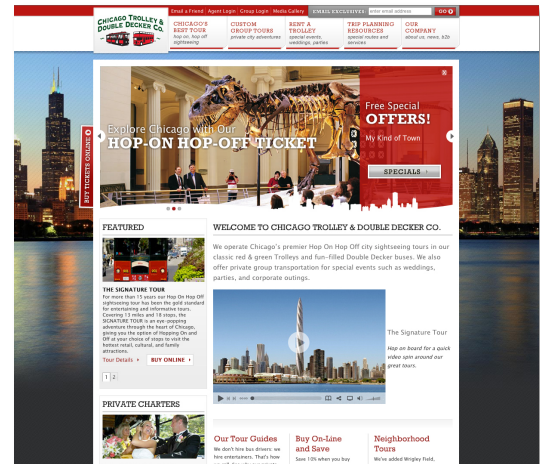 Email a Friend | Agent Login | Group Login | Media Gallery
EMAIL EXCLUSIVES enter email address GO
CHICAGO TROLLEY &
DOUBLE DECKER CO.
CHICAGO'S
BEST TOUR
hop on, hop off
sightseeing
CUSTOM
GROUP TOURS
private city adventures
RENT A
TROLLEY
special events,
weddings, parties
TRIP PLANNING
RESOURCES
special routes and
services
OUR
COMPANY
about us, news, b2b
BUY TICKETS ONLINE
Explore Chicago with Our
HOP-ON HOP-OFF TICKET
Free Special
OFFERS!
My Kind of Town
SPECIALS
FEATURED
THE SIGNATURE TOUR
For more than 15 years our Hop On Hop Off
sightseeing tour has been the gold standard
for entertaining and informative tours.
Covering 13 miles and 18 stops, the
SIGNATURE TOUR is an eye-popping
adventure through the heart of Chicago,
giving you the option of Hopping On and
Off at your choice of stops to visit the
hottest retail, cultural, and family
attractions.
Tour Details BUY ONLINE
1 2
PRIVATE CHARTERS
WELCOME TO CHICAGO TROLLEY & DOUBLE DECKER CO.
We operate Chicago's premier Hop On Hop Off city sightseeing tours in our
classic red & green Trolleys and fun-filled Double Decker buses. We also
offer private group transportation for special events such as weddings,
parties, and corporate outings.
The Signature Tour
Hop on board for a quick
video spin around our
great tours.
Our Tour Guides
We don't hire bus drivers: we
hire entertainers. That's how
Buy On-Line
and Save
Save 10% when you buy
Neighborhood
Tours
We've added Wrigley Field,